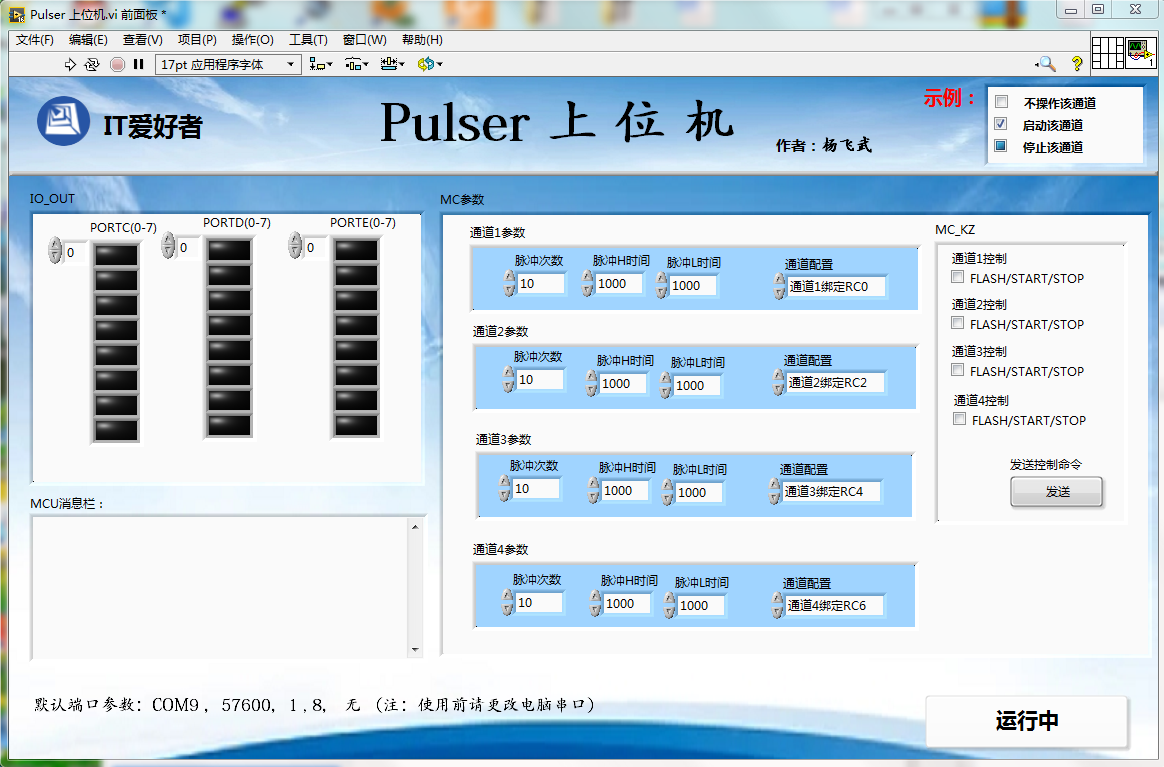 Pulser 上位机.vi 前面板 *
文件(F) 编辑(E) 查看(V) 项目(P) 操作(O) 工具(T) 窗口(W) 帮助(H)
17pt 应用程序字体
1
IT爱好者
Pulser 上位机
作者：杨飞武
示例：
不操作该通道
启动该通道
停止该通道
IO_OUT
PORTC(0-7) PORTD(0-7) PORTE(0-7)
0 0 0
MCU消息栏：
MC参数
通道1参数
脉冲次数 脉冲H时间 脉冲L时间 通道配置
10 1000 1000 通道1绑定RC0
通道2参数
脉冲次数 脉冲H时间 脉冲L时间 通道配置
10 1000 1000 通道2绑定RC2
通道3参数
脉冲次数 脉冲H时间 脉冲L时间 通道配置
10 1000 1000 通道3绑定RC4
通道4参数
脉冲次数 脉冲H时间 脉冲L时间 通道配置
10 1000 1000 通道4绑定RC6
MC_KZ
通道1控制
FLASH/START/STOP
通道2控制
FLASH/START/STOP
通道3控制
FLASH/START/STOP
通道4控制
FLASH/START/STOP
发送控制命令
发送
默认端口参数：COM9，57600，1，8， 无 （注：使用前请更改电脑串口）
运行中